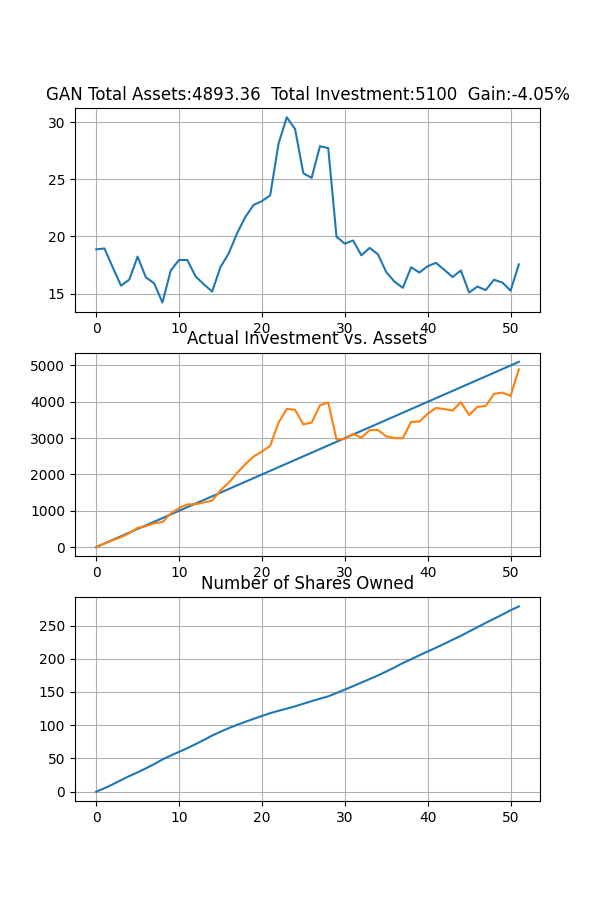 GAN Total Assets:4893.36  Total Investment:5100  Gain:-4.05%
30
25
20
15
0 10 20 30 40 50
Actual Investment vs. Assets
5000
4000
3000
2000
1000
0
0 10 20 30 40 50
Number of Shares Owned
250
200
150
100
50
0
0 10 20 30 40 50